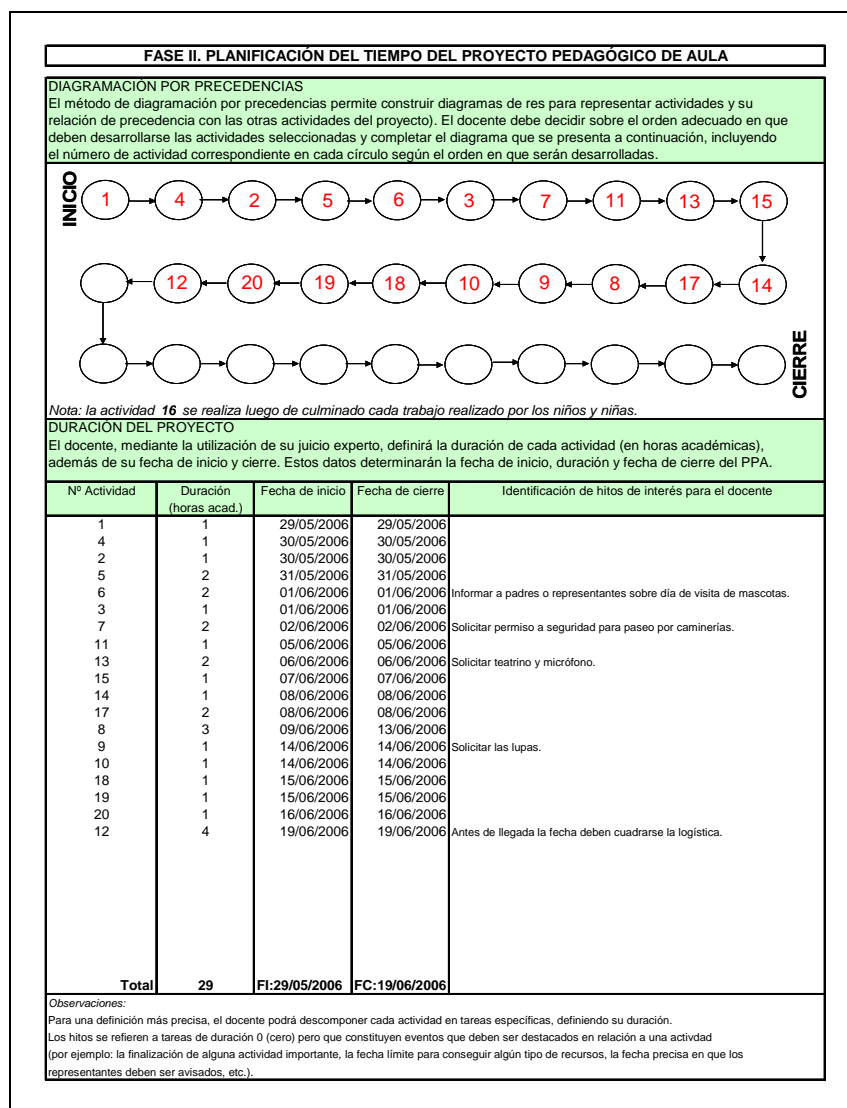 FASE II. PLANIFICACIÓN DEL TIEMPO DEL PROYECTO PEDAGÓGICO DE AULA
DIAGRAMACIÓN POR PRECEDENCIAS
El método de diagramación por precedencias permite construir diagramas de res para representar actividades y su
relación de precedencia con las otras actividades del proyecto). El docente debe decidir sobre el orden adecuado en que
deben desarrollarse las actividades seleccionadas y completar el diagrama que se presenta a continuación, incluyendo
el número de actividad correspondiente en cada círculo según el orden en que serán desarrolladas.
INICIO 1 4 2 5 6 3 7 11 13 15
12 20 19 18 10 9 8 17 14
CIERRE
Nota: la actividad 16 se realiza luego de culminado cada trabajo realizado por los niños y niñas.
DURACIÓN DEL PROYECTO
El docente, mediante la utilización de su juicio experto, definirá la duración de cada actividad (en horas académicas),
además de su fecha de inicio y cierre. Estos datos determinarán la fecha de inicio, duración y fecha de cierre del PPA.
Nº Actividad Duración Fecha de inicio Fecha de cierre Identificación de hitos de interés para el docente
(horas acad.)
1 1 29/05/2006 29/05/2006
4 1 30/05/2006 30/05/2006
2 1 30/05/2006 30/05/2006
5 2 31/05/2006 31/05/2006
6 2 01/06/2006 01/06/2006 Informar a padres o representantes sobre día de visita de mascotas.
3 1 01/06/2006 01/06/2006
7 2 02/06/2006 02/06/2006 Solicitar permiso a seguridad para paseo por caminerías.
11 1 05/06/2006 05/06/2006
13 2 06/06/2006 06/06/2006 Solicitar teatrino y micrófono.
15 1 07/06/2006 07/06/2006
14 1 08/06/2006 08/06/2006
17 2 08/06/2006 08/06/2006
8 3 09/06/2006 13/06/2006
9 1 14/06/2006 14/06/2006 Solicitar las lupas.
10 1 14/06/2006 14/06/2006
18 1 15/06/2006 15/06/2006
19 1 15/06/2006 15/06/2006
20 1 16/06/2006 16/06/2006
12 4 19/06/2006 19/06/2006 Antes de llegada la fecha deben cuadrarse la logística.
Total 29 FI:29/05/2006 FC:19/06/2006
Observaciones:
Para una definición más precisa, el docente podrá descomponer cada actividad en tareas específicas, definiendo su duración.
Los hitos se refieren a tareas de duración 0 (cero) pero que constituyen eventos que deben ser destacados en relación a una activdad
(por ejemplo: la finalización de alguna actividad importante, la fecha límite para conseguir algún tipo de recursos, la fecha precisa en que los
representantes deben ser avisados, etc.).